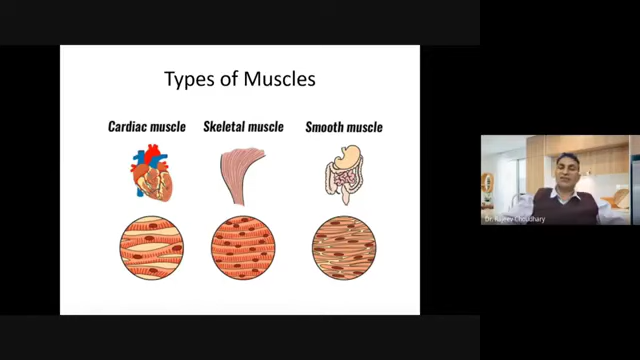 Types of Muscles
Cardiac muscle Skeletal muscle Smooth muscle
Dr. Rajeev Choudhary